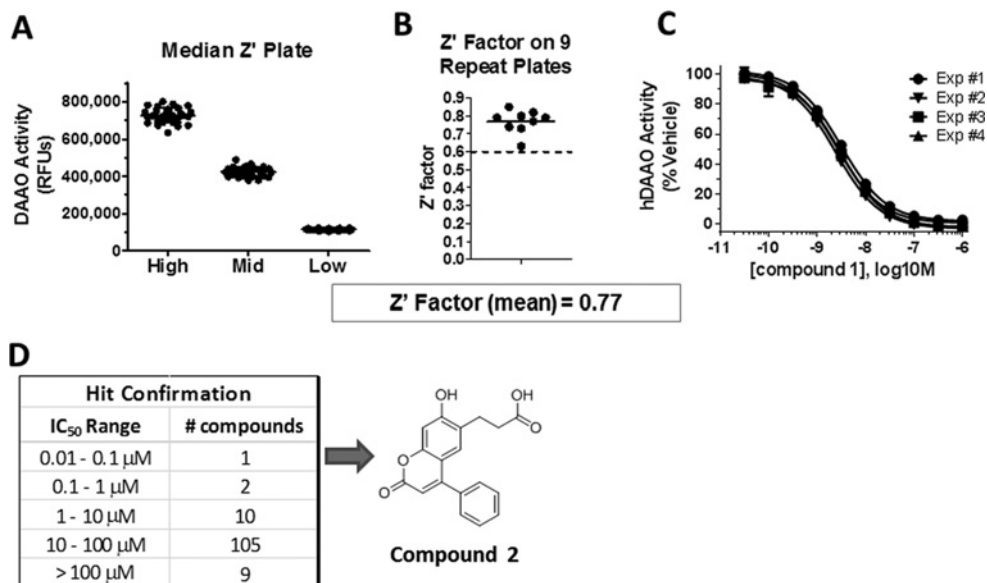 A
Median Z' Plate
DAAO Activity
(RFUs)
800,000
600,000
400,000
200,000
0
High Mid Low
B
Z' Factor on 9
Repeat Plates
Z' factor
0.9
0.8
0.7
0.6
0.5
0.4
0.3
0.2
0.1
0.0
C
hDAAO Activity
(% Vehicle)
100
80
60
40
20
0
-11 -10 -9 -8 -7 -6
[compound 1], log10M
Exp #1
Exp #2
Exp #3
Exp #4
Z' Factor (mean) = 0.77
D
Hit Confirmation
IC50 Range # compounds
0.01 - 0.1 μM 1
0.1 - 1 μM 2
1 - 10 μM 10
10 - 100 μM 105
> 100 μM 9
OH
OH
O
O
O
Compound 2